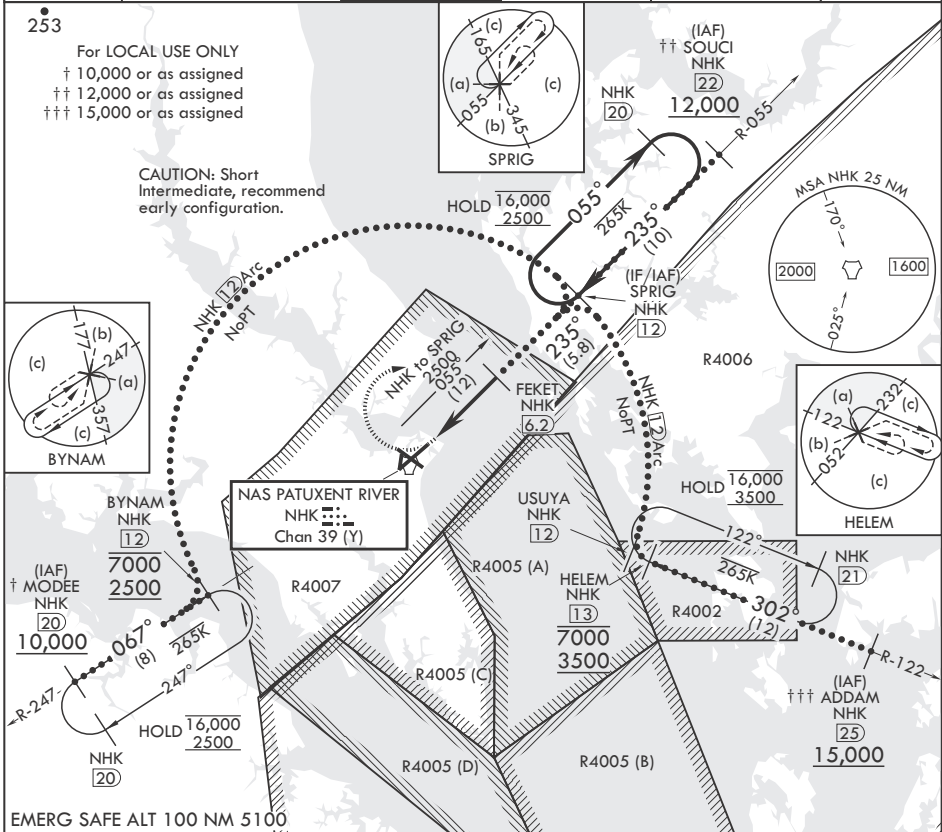 253
For LOCAL USE ONLY
† 10,000 or as assigned
†† 12,000 or as assigned
††† 15,000 or as assigned
CAUTION: Short
Intermediate, recommend
early configuration.
(c)
165
(a)
(c)
055
345
(b)
SPRIG
(IAF)
†† SOUCI
NHK
22
12,000
NHK
20
R-055
HOLD 16,000
2500
055°
265K
235°
(10)
MSA NHK 25 NM
170°
2000
1600
025°
(IF/IAF)
SPRIG
NHK
12
NHK 12 Arc
NoPT
235°
(5.8)
R4006
NHK to SPRIG
2500
055
(12)
FEKET
NHK
6.2
NHK 12 Arc
NoPT
177
(b)
247
(c)
(a)
357
(c)
BYNAM
(a)
232
(c)
122
(b)
052
(c)
HELEM
NAS PATUXENT RIVER
NHK
Chan 39 (Y)
USUYA
NHK
12
HOLD 16,000
3500
BYNAM
NHK
12
7000
2500
(IAF)
† MODEE
NHK
20
10,000
067°
(8)
265K
247°
R-247
HOLD 16,000
2500
NHK
20
R4007
R4005 (A)
HELEM
NHK
13
7000
3500
122°
265K
NHK
21
R4002
302°
(12)
R-122
(IAF)
††† ADDAM
NHK
25
15,000
R4005 (C)
R4005 (D)
R4005 (B)
EMERG SAFE ALT 100 NM 5100